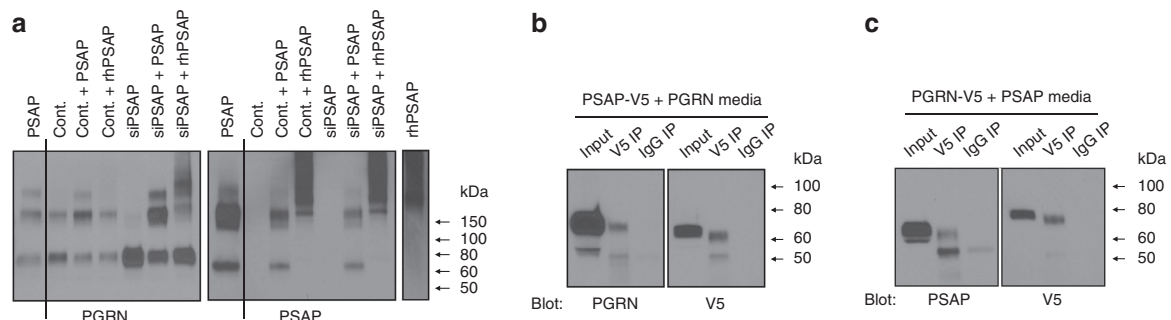 a
PSAP
Cont.
Cont. + PSAP
Cont. + rhPSAP
siPSAP
siPSAP + PSAP
siPSAP + rhPSAP
PSAP
Cont.
Cont. + PSAP
Cont. + rhPSAP
siPSAP
siPSAP + PSAP
siPSAP + rhPSAP
rhPSAP
kDa
150
100
80
60
50
PGRN
PSAP
b
PSAP-V5 + PGRN media
Input
V5 IP
IgG IP
Input
V5 IP
IgG IP
kDa
100
80
60
50
Blot:
PGRN
V5
c
PGRN-V5 + PSAP media
Input
V5 IP
IgG IP
Input
V5 IP
IgG IP
kDa
100
80
60
50
Blot:
PSAP
V5